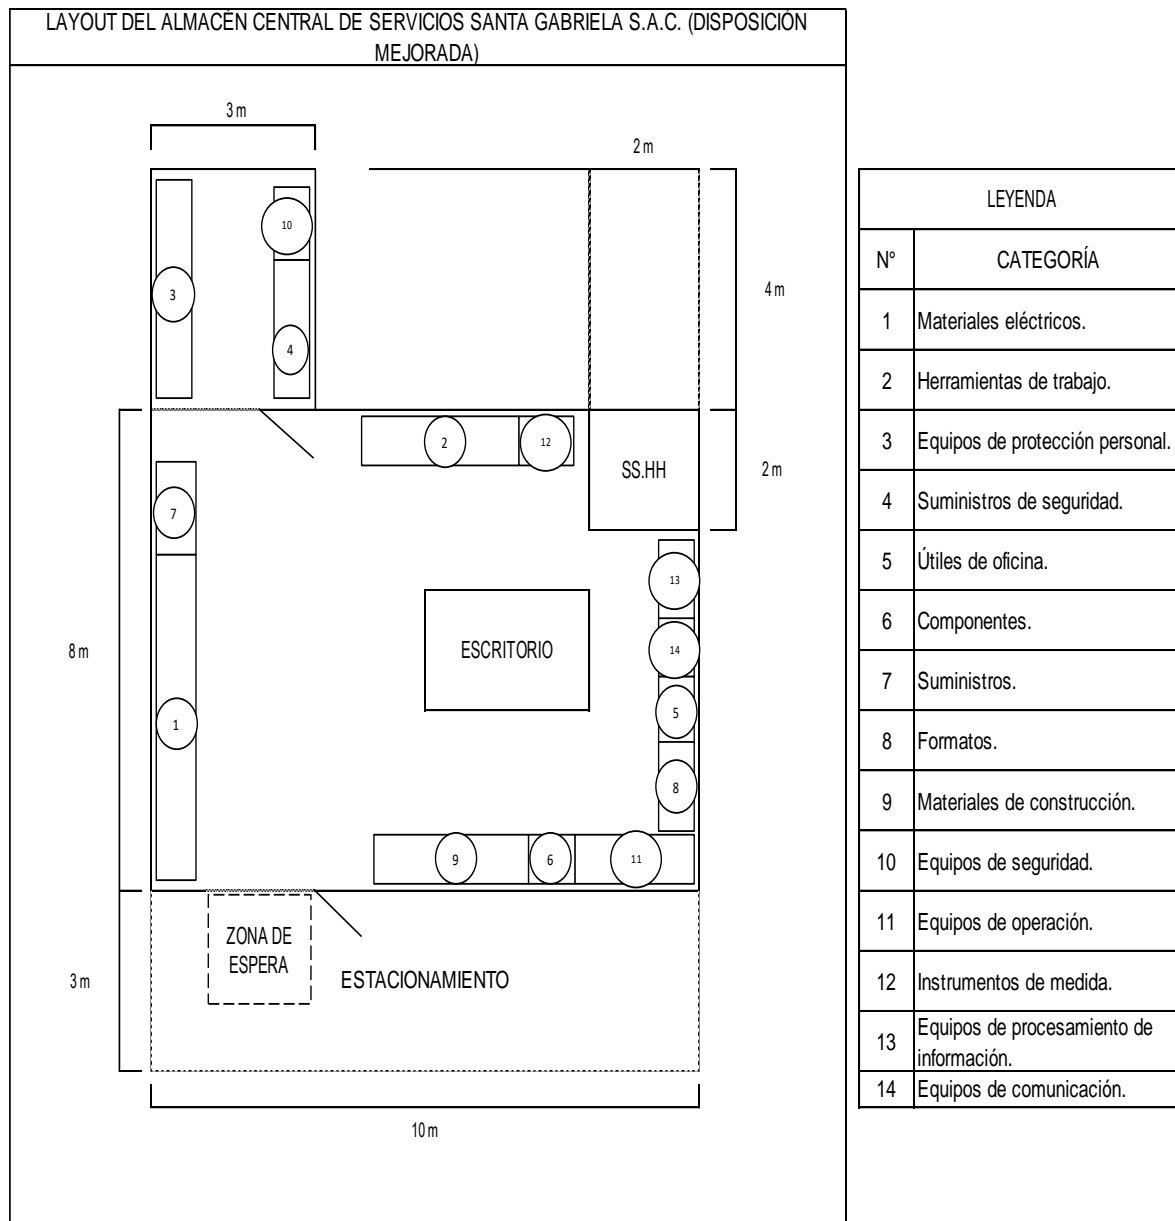 LAYOUT DEL ALMACÉN CENTRAL DE SERVICIOS SANTA GABRIELA S.A.C. (DISPOSICIÓN
MEJORADA)
3 m
2 m
10
3
4 m
4
2
12
SS.HH
2 m
7
13
ESCRITORIO
14
8 m
5
1
8
9
6
11
ZONA DE
ESPERA
ESTACIONAMIENTO
3 m
10 m
LEYENDA
N° CATEGORÍA
1 Materiales eléctricos.
2 Herramientas de trabajo.
3 Equipos de protección personal.
4 Suministros de seguridad.
5 Útiles de oficina.
6 Componentes.
7 Suministros.
8 Formatos.
9 Materiales de construcción.
10 Equipos de seguridad.
11 Equipos de operación.
12 Instrumentos de medida.
13 Equipos de procesamiento de
información.
14 Equipos de comunicación.